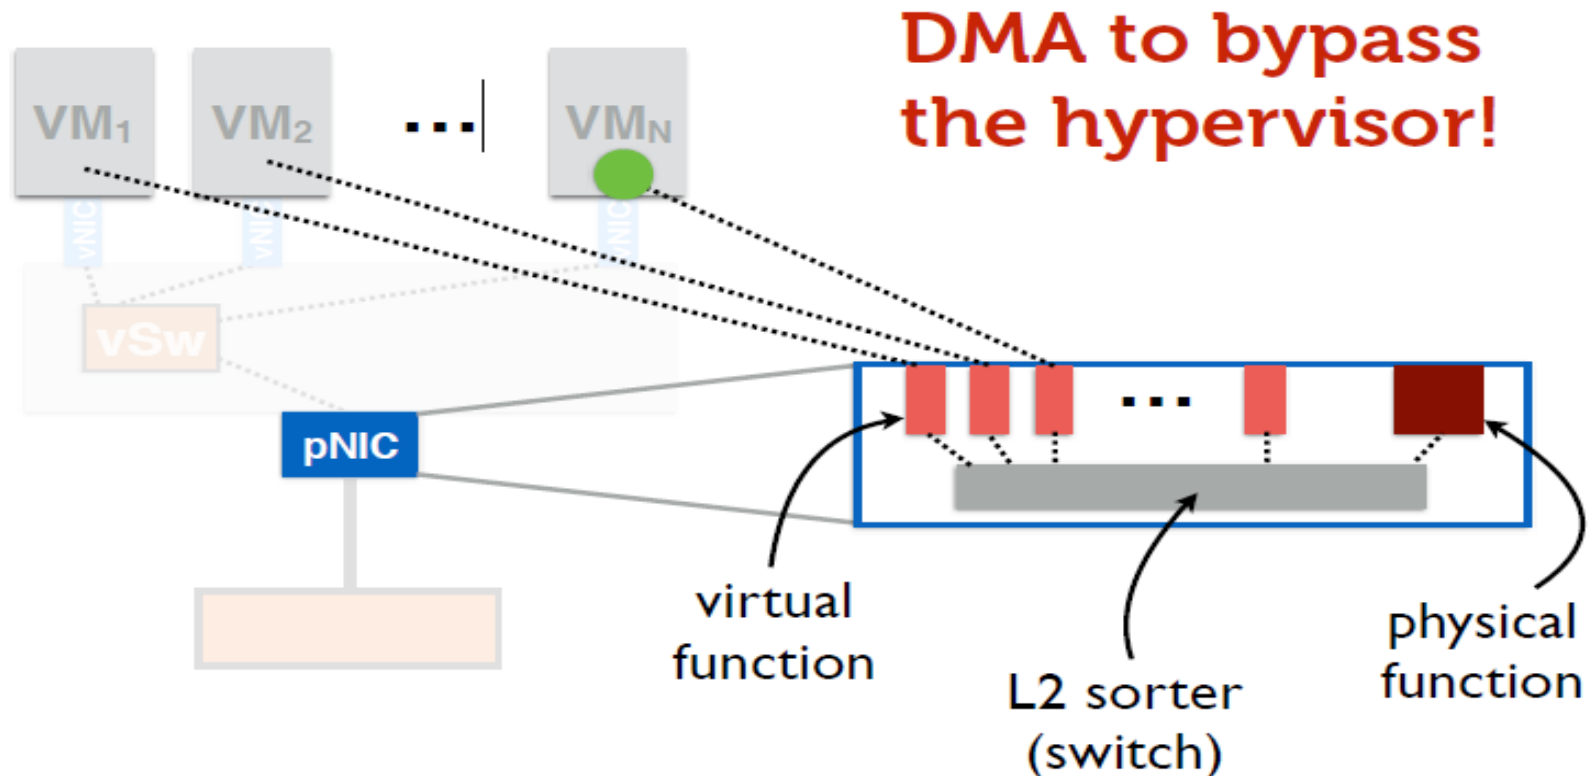 DMA to bypass
the hypervisor!
VM1
VM2
...
VMN
vNIC
vNIC
vNIC
vSw
pNIC
...
virtual
function
L2 sorter
(switch)
physical
function